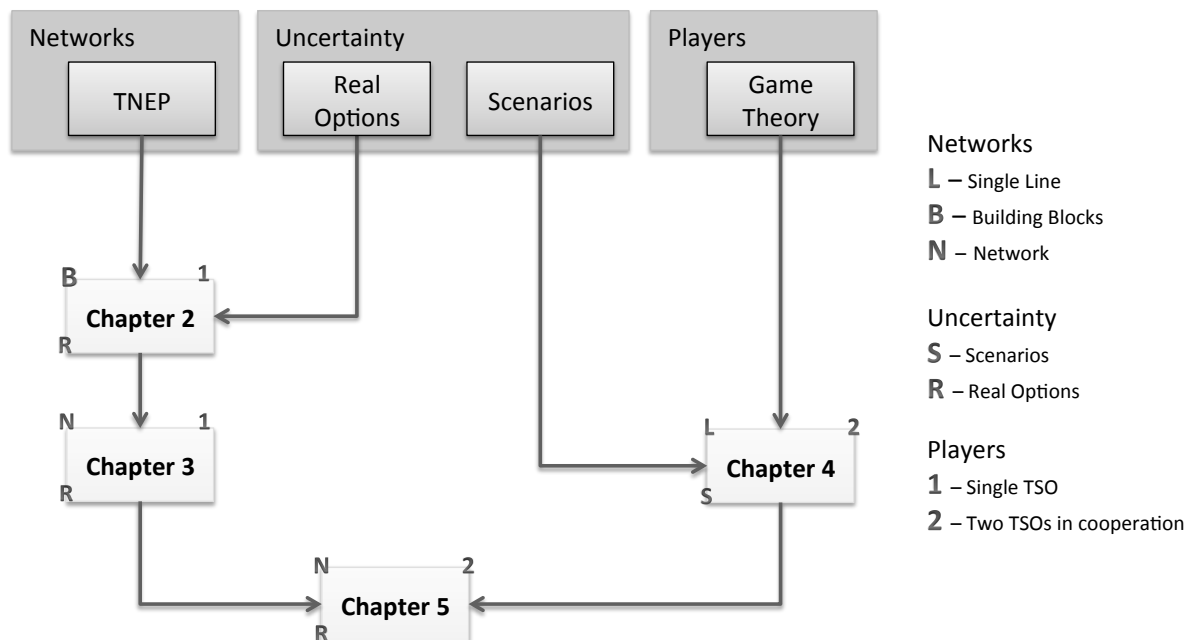 Networks
Uncertainty
Players
TNEP
Real
Options
Scenarios
Game
Theory
B
1
Chapter 2
R
N
1
Chapter 3
R
L
2
Chapter 4
S
N
2
Chapter 5
R
Networks
L – Single Line
B – Building Blocks
N – Network
Uncertainty
S – Scenarios
R – Real Options
Players
1 – Single TSO
2 – Two TSOs in cooperation